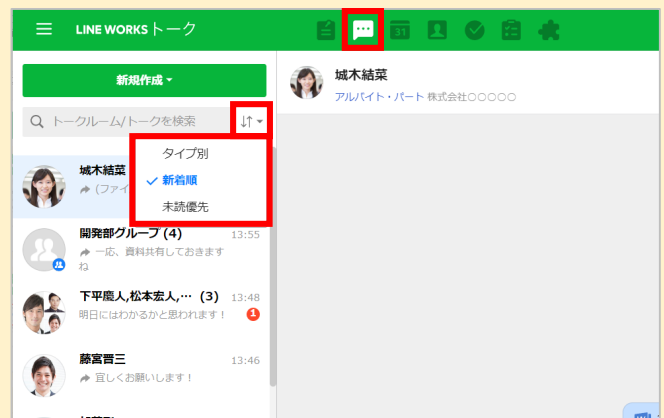 LINE WORKS トーク
31
新規作成
城木結菜
アルバイト・パート 株式会社○○○○○
トークルーム/トークを検索
タイプ別
新着順
未読優先
城木結菜
(ファイ
開発部グループ (4) 13:55
一応、資料共有しておきます
ね
下平慶人,松本宏人,… (3) 13:48
明日にはわかるかと思われます! 1
藤宮晋三 13:46
宜しくお願いします!